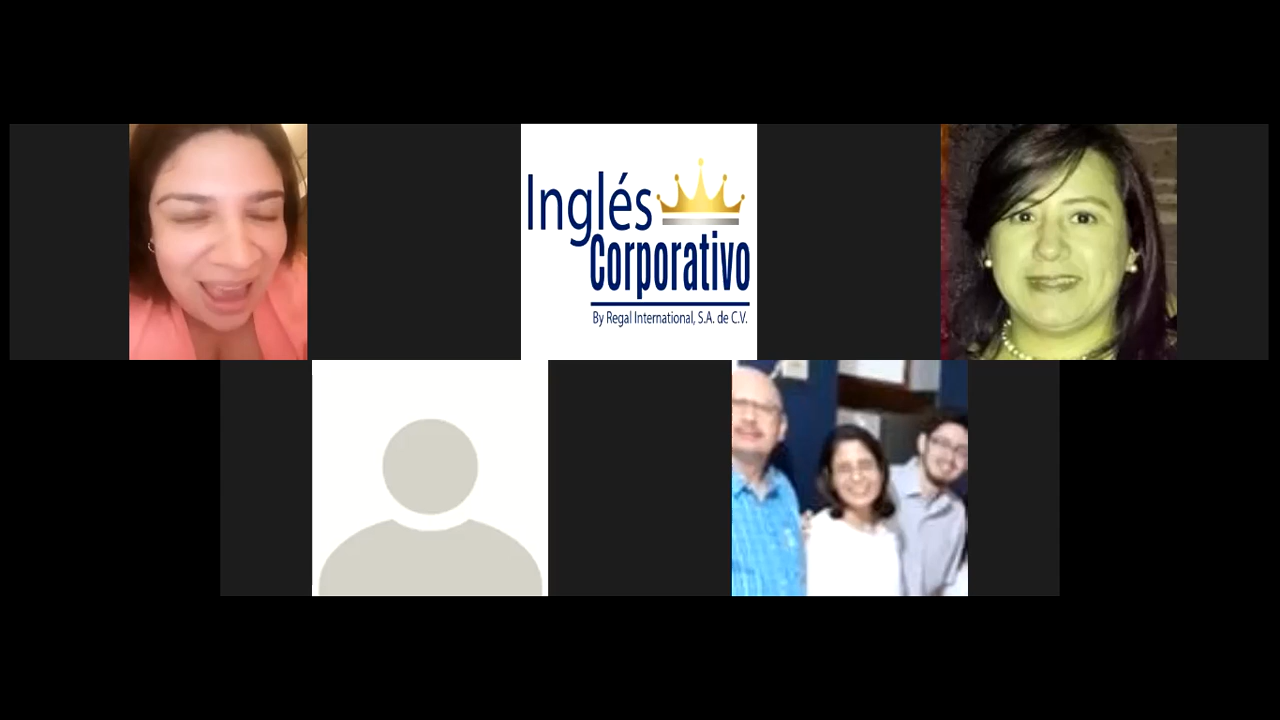 Inglés
Corporativo
By Regal International, S.A. de C.V.